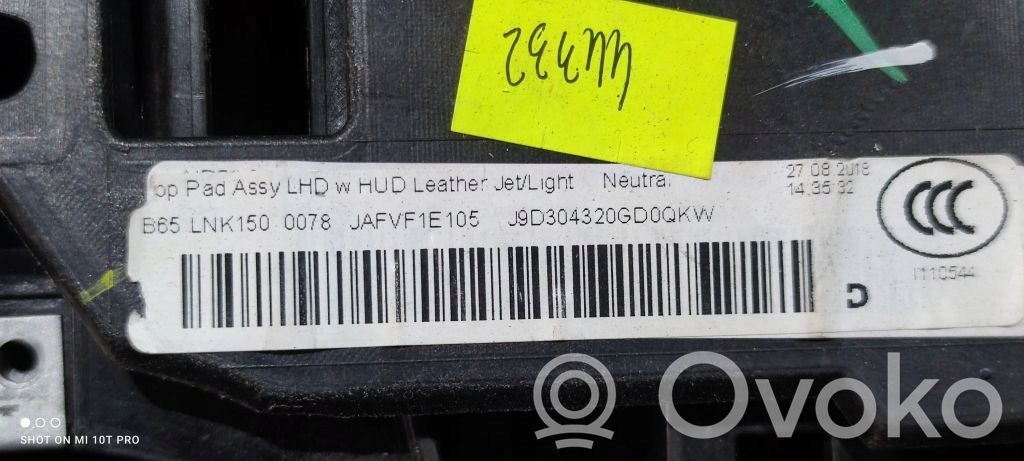 op Pad Assy LHD w HUD Leather Jet/Light Neutral
27 08 2018
14.35:32
B65 LNK150 0078 JAFVF1E105 J9D304320GD0QKW
CCC
1110544
D
Ovoko
SHOT ON MI 10T PRO